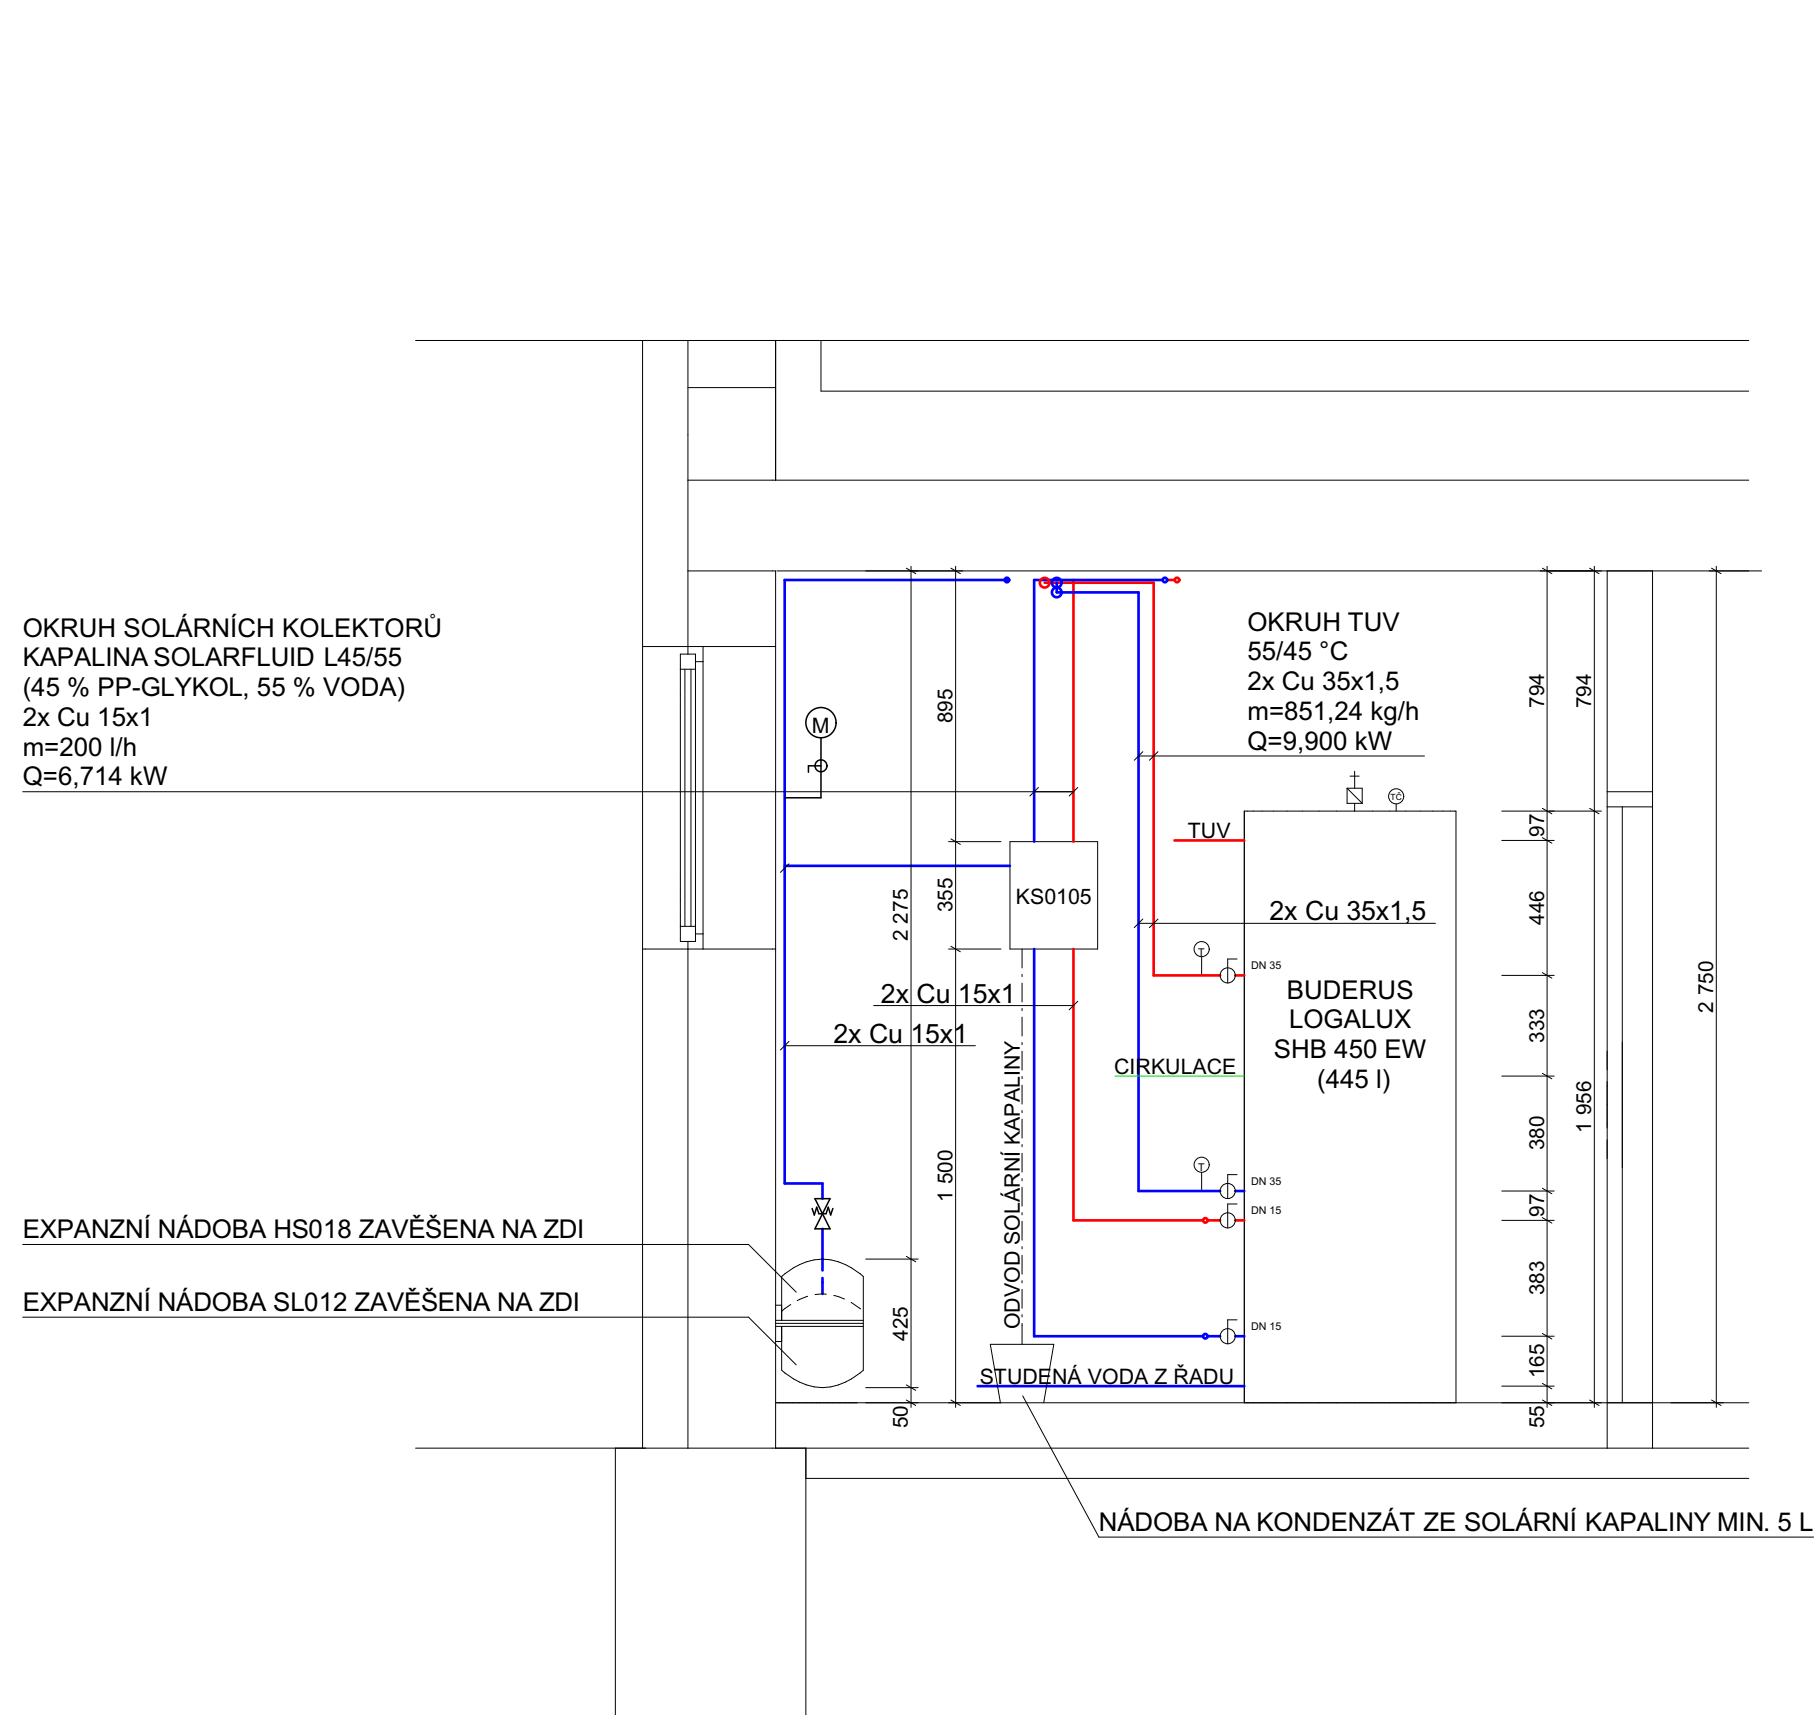 OKRUH SOLÁRNÍCH KOLEKTORŮ
KAPALINA SOLARFLUID L45/55
(45 % PP-GLYKOL, 55 % VODA)
2x Cu 15x1
m=200 l/h
Q=6,714 kW
M
OKRUH TUV
55/45 °C
2x Cu 35x1,5
m=851,24 kg/h
Q=9,900 kW
TČ
TUV
KS0105
2x Cu 35x1,5
T
DN 35
BUDERUS
LOGALUX
SHB 450 EW
(445 l)
2x Cu 15x1
2x Cu 15x1
CIRKULACE
ODVOD SOLÁRNÍ KAPALINY
T
DN 35
DN 15
DN 15
STUDENÁ VODA Z ŘADU
EXPANZNÍ NÁDOBA HS018 ZAVĚŠENA NA ZDI
EXPANZNÍ NÁDOBA SL012 ZAVĚŠENA NA ZDI
NÁDOBA NA KONDENZÁT ZE SOLÁRNÍ KAPALINY MIN. 5 L
2 275
425
50
895
355
1 500
794
97
446
333
380
97
383
165
55
794
1 956
2 750